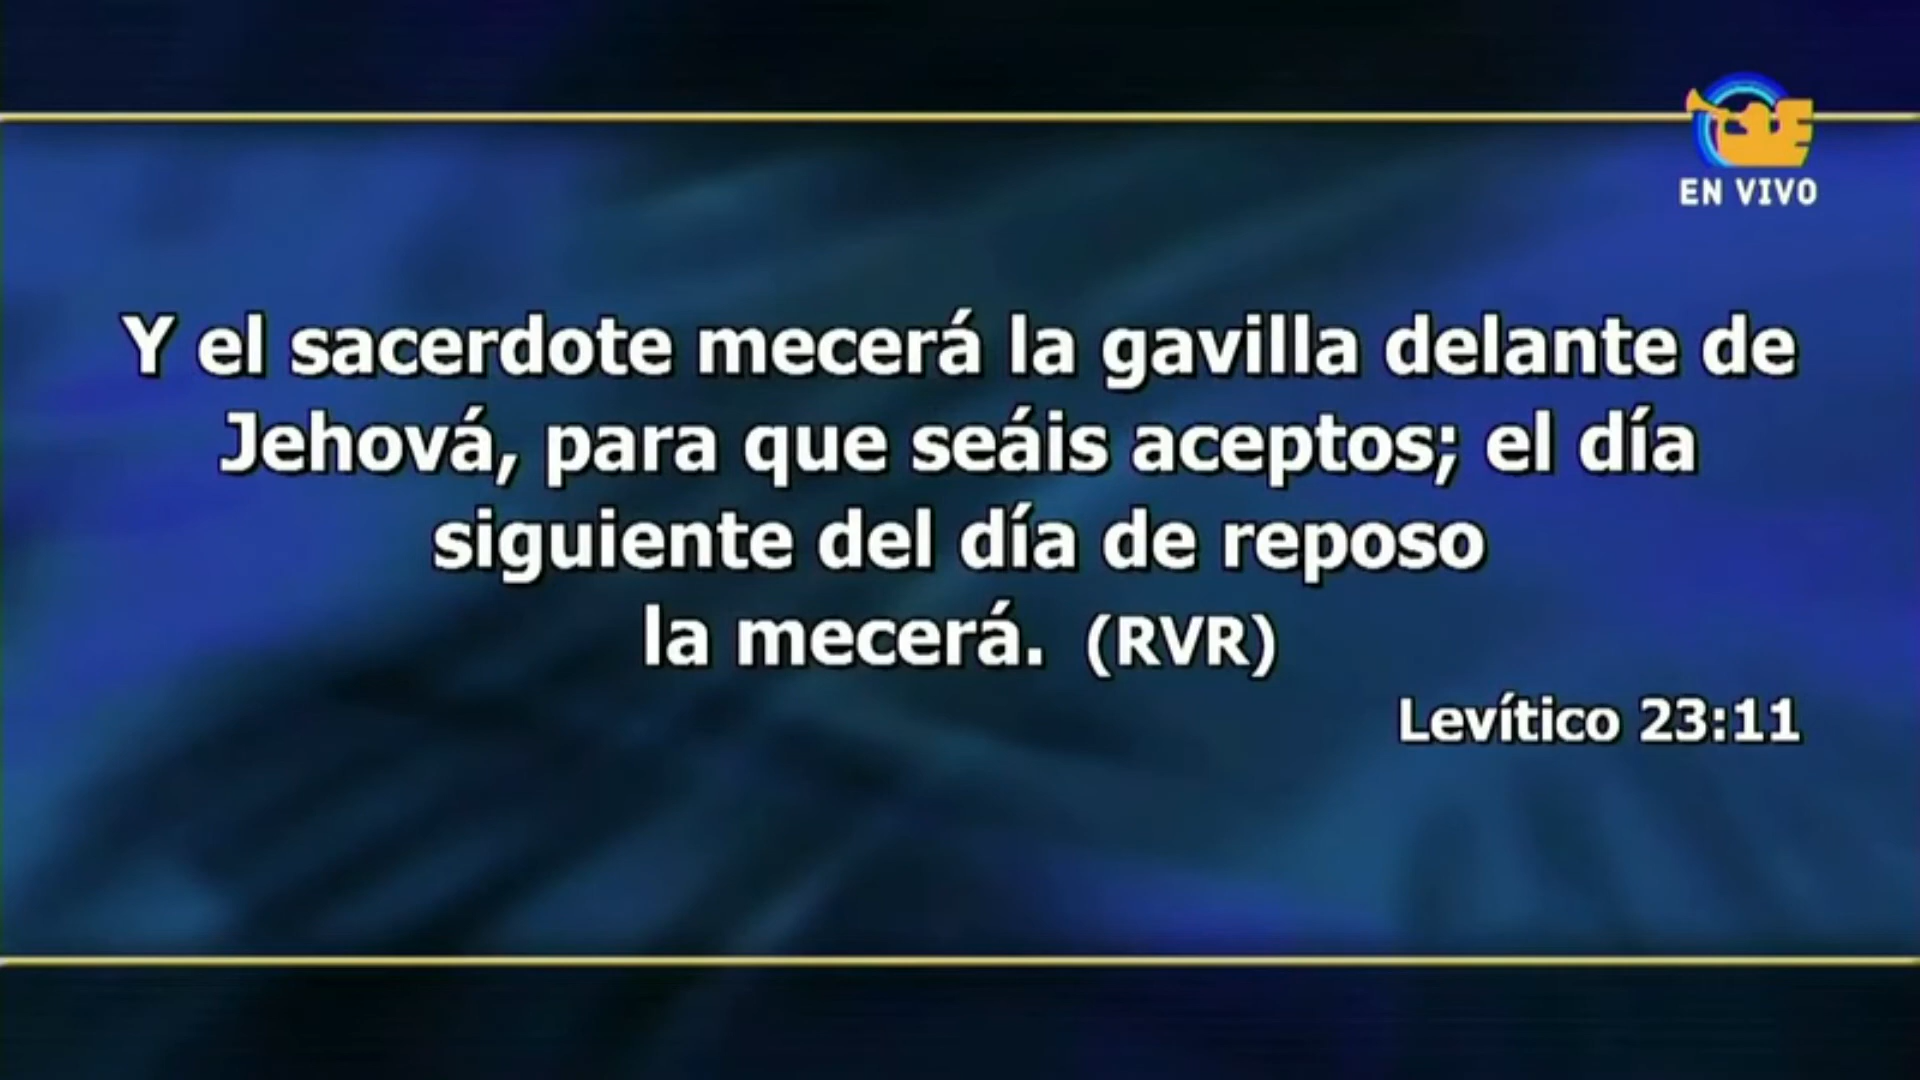 EN VIVO
Y el sacerdote mecerá la gavilla delante de
Jehová, para que seáis aceptos; el día
siguiente del día de reposo
la mecerá. (RVR)
Levítico 23:11